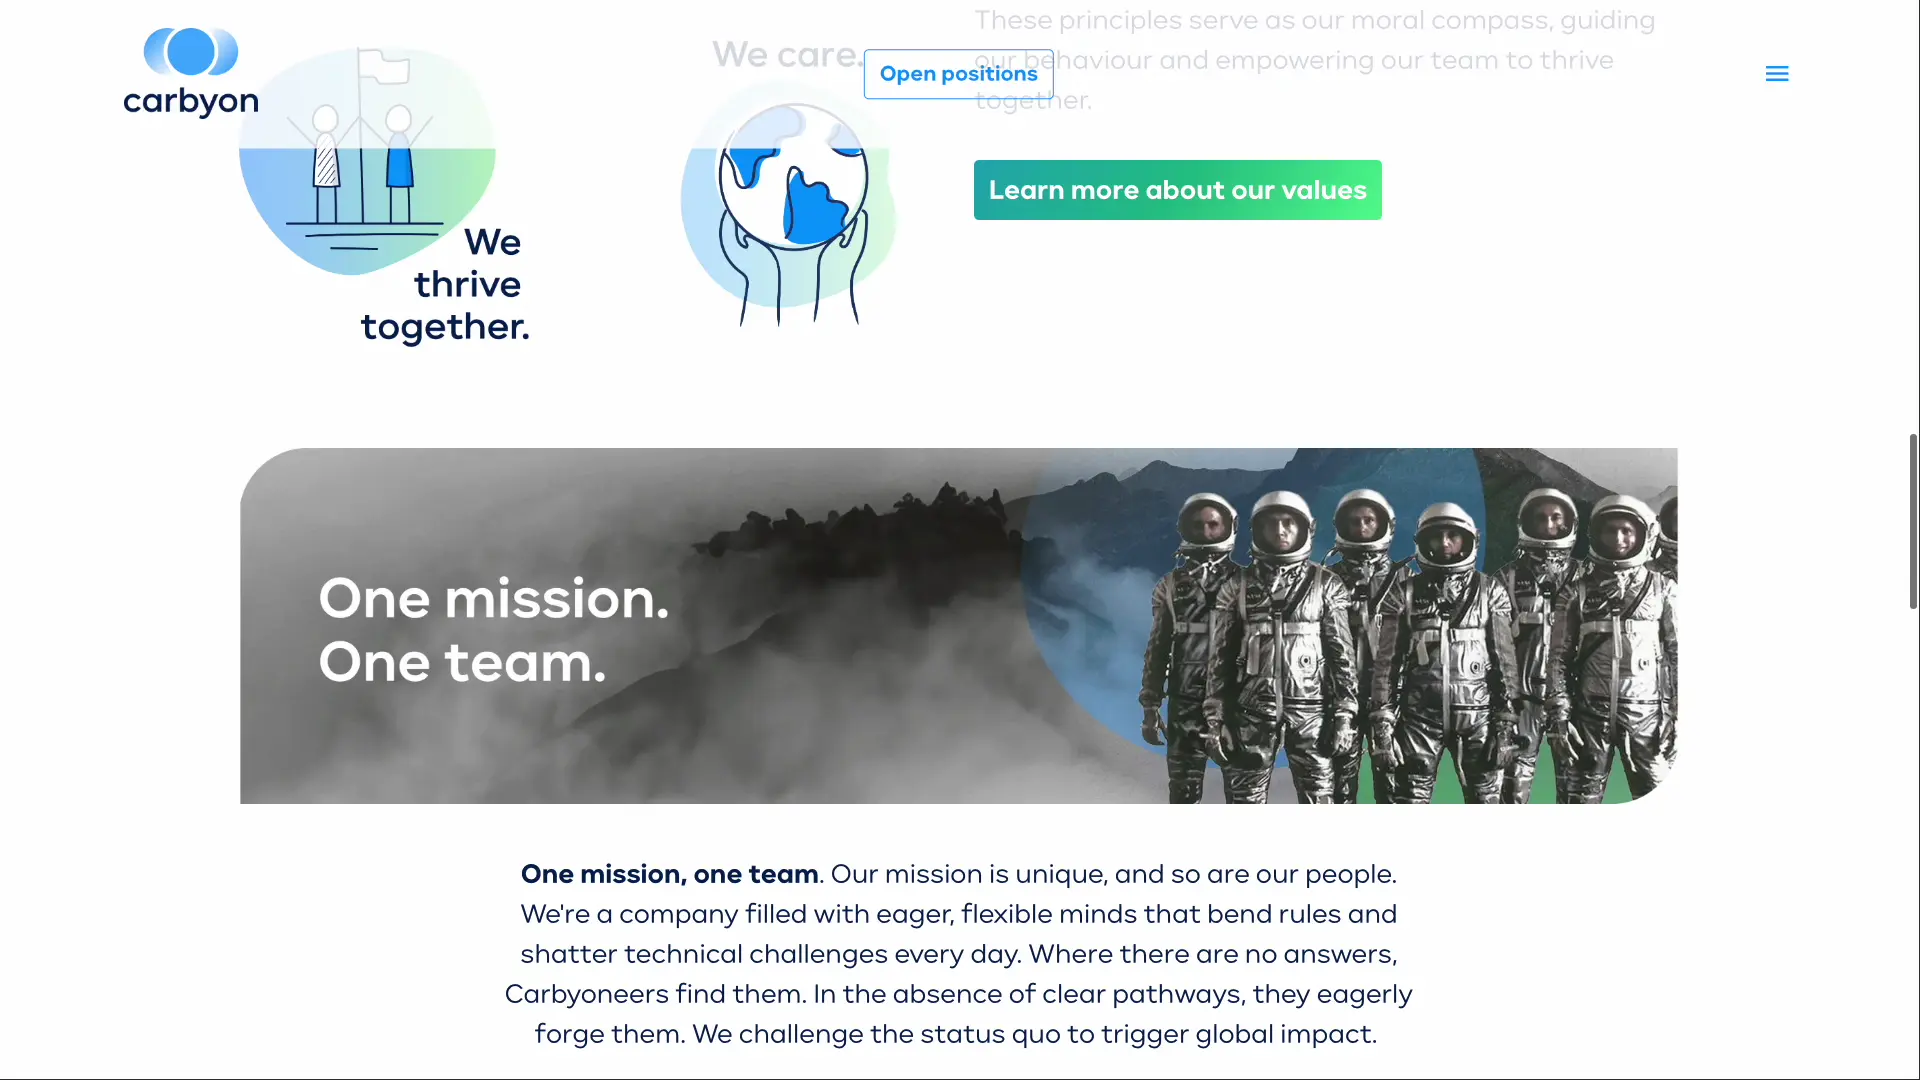 carbyon
Open positions
We care.
These principles serve as our moral compass, guiding
our behaviour and empowering our team to thrive
together.
Learn more about our values
We
thrive
together.
One mission.
One team.
One mission, one team. Our mission is unique, and so are our people.
We're a company filled with eager, flexible minds that bend rules and
shatter technical challenges every day. Where there are no answers,
Carbyoneers find them. In the absence of clear pathways, they eagerly
forge them. We challenge the status quo to trigger global impact.